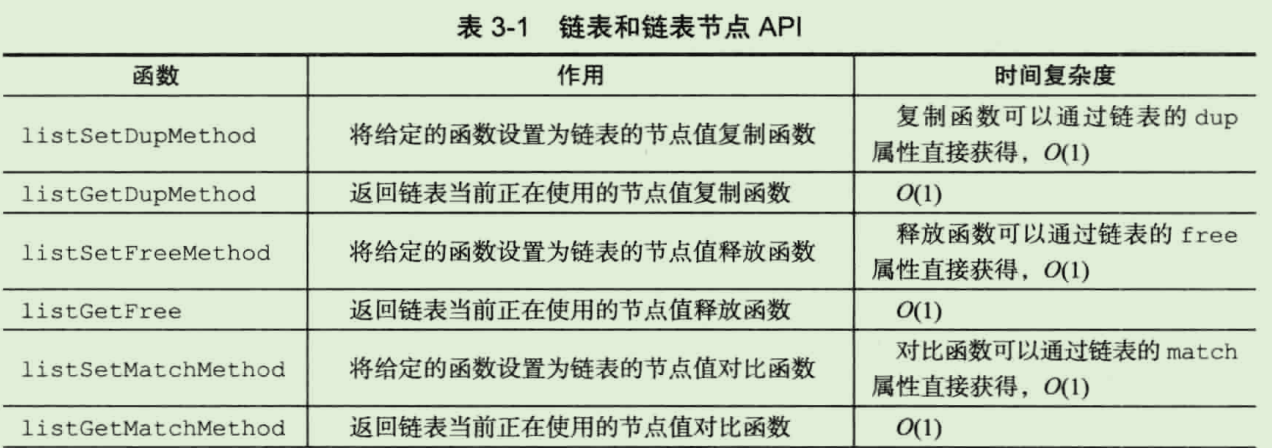 表 3-1 链表和链表节点 API
函数 作用 时间复杂度
listSetDupMethod 将给定的函数设置为链表的节点值复制函数 复制函数可以通过链表的 dup
属性直接获得，O(1)
listGetDupMethod 返回链表当前正在使用的节点值复制函数 O(1)
listSetFreeMethod 将给定的函数设置为链表的节点值释放函数 释放函数可以通过链表的 free
属性直接获得，O(1)
listGetFree 返回链表当前正在使用的节点值释放函数 O(1)
listSetMatchMethod 将给定的函数设置为链表的节点值对比函数 对比函数可以通过链表的 match
属性直接获得，O(1)
listGetMatchMethod 返回链表当前正在使用的节点值对比函数 O(1)